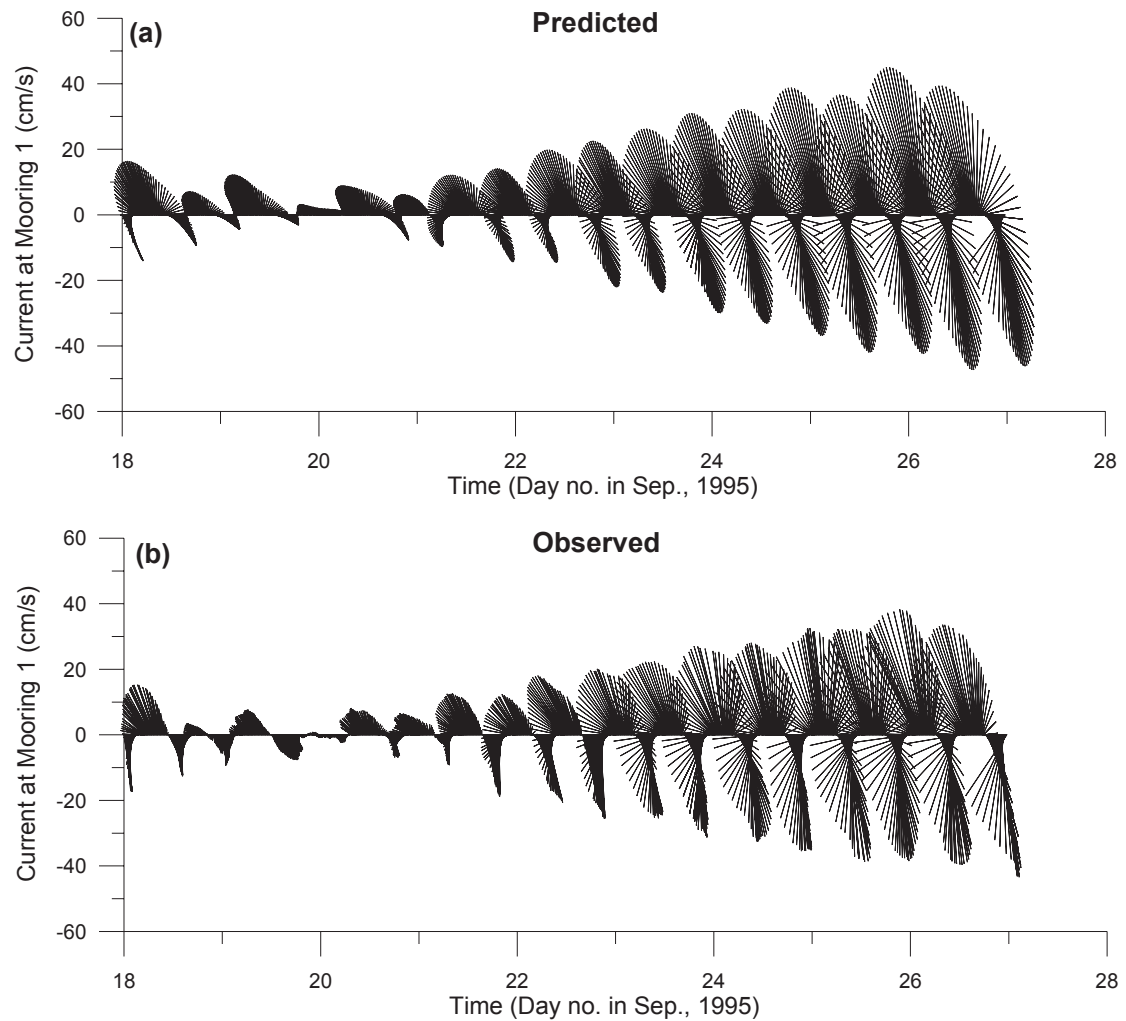 Predicted
(a)
60
40
20
0
-20
-40
-60
Current at Mooring 1 (cm/s)
18 20 22 24 26 28
Time (Day no. in Sep., 1995)
Observed
(b)
60
40
20
0
-20
-40
-60
Current at Mooring 1 (cm/s)
18 20 22 24 26 28
Time (Day no. in Sep., 1995)